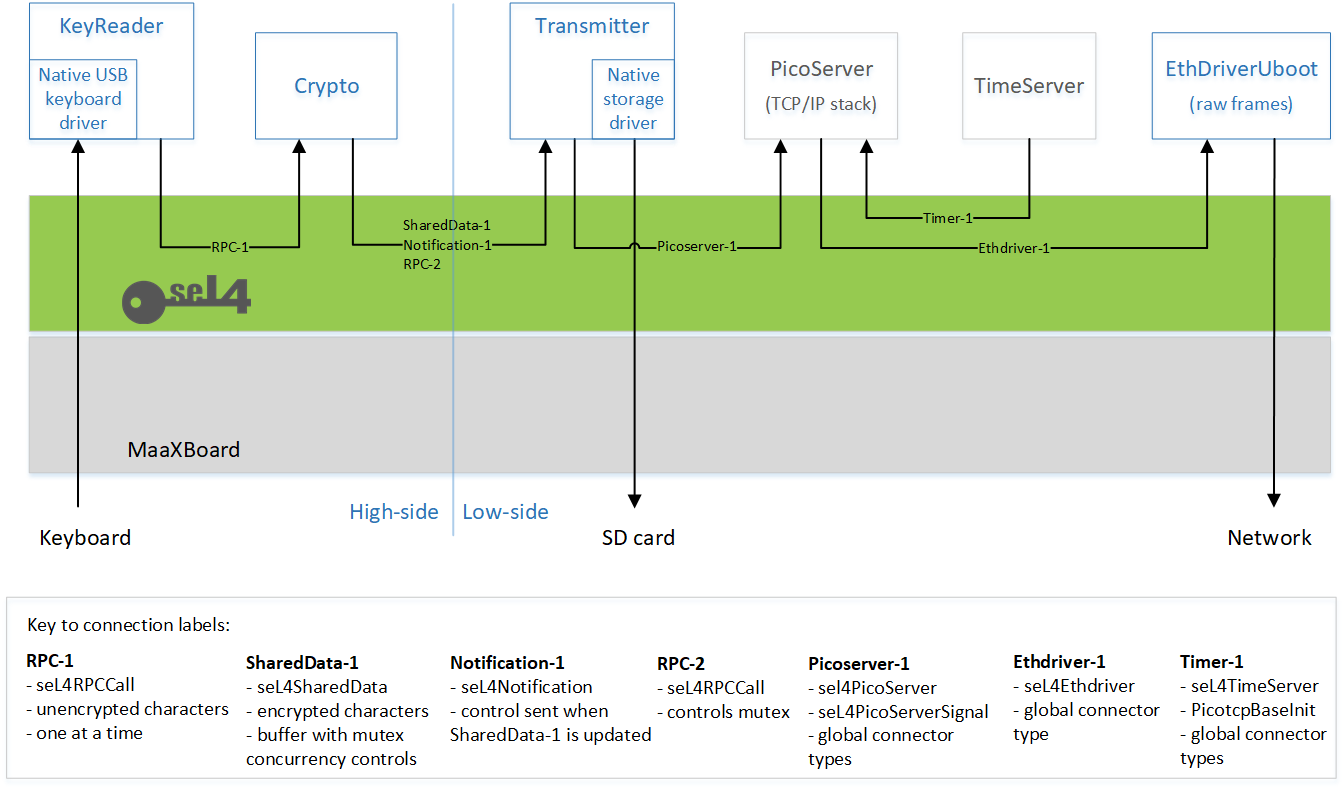 KeyReader
Native USB
keyboard
driver
Crypto
Transmitter
Native
storage
driver
PicoServer
(TCP/IP stack)
TimeServer
EthDriverUboot
(raw frames)
RPC-1
SharedData-1
Notification-1
RPC-2
Picoserver-1
Timer-1
Ethdriver-1
seL4
MaaXBoard
High-side
Low-side
Keyboard
SD card
Network
Key to connection labels:
RPC-1
- seL4RPCCall
- unencrypted characters
- one at a time
SharedData-1
- seL4SharedData
- encrypted characters
- buffer with mutex
concurrency controls
Notification-1
- seL4Notification
- control sent when
SharedData-1 is updated
RPC-2
- seL4RPCCall
- controls mutex
Picoserver-1
- sel4PicoServer
- seL4PicoServerSignal
- global connector
types
Ethdriver-1
- seL4Ethdriver
- global connector
type
Timer-1
- seL4TimeServer
- PicotcpBaseInit
- global connector
types